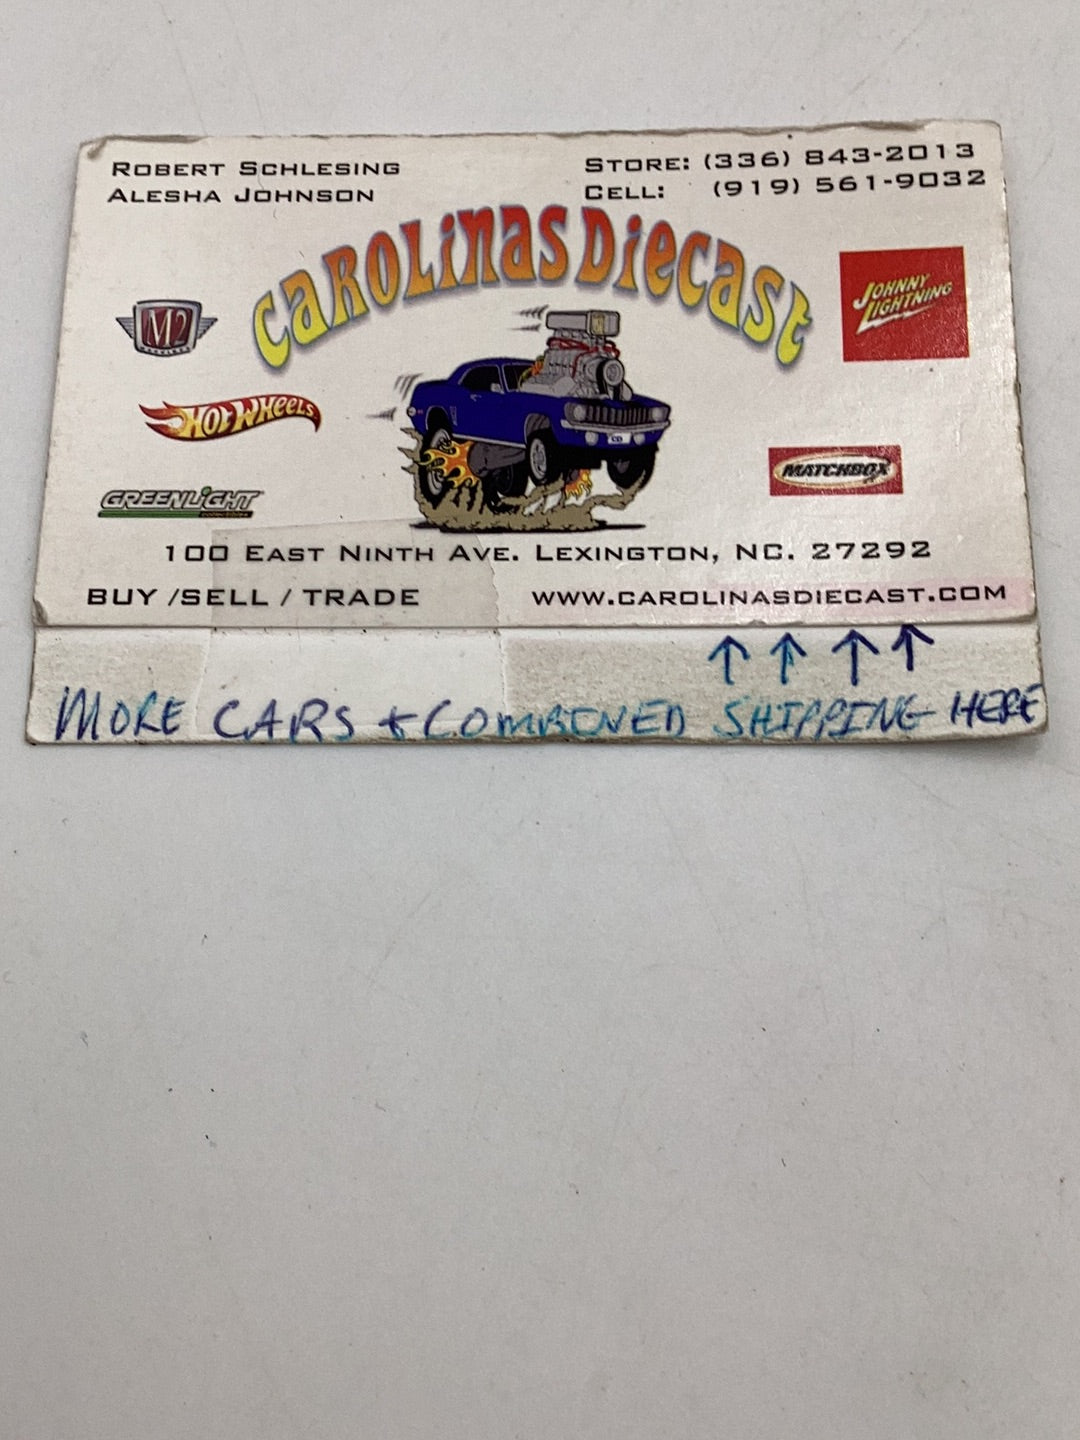 ROBERT SCHLESING
ALESHA JOHNSON
STORE: (336) 843-2013
CELL: (919) 561-9032
CAROLINAS DIECAST
M2
JOHNNY LIGHTNING
HOT WHEELS
MATCHBOX
GREENLIGHT
100 EAST NINTH AVE. LEXINGTON, NC. 27292
BUY /SELL / TRADE
WWW.CAROLINASDIECAST.COM
↑ ↑ ↑ ↑
MORE CARS + COMBINED SHIPPING HERE